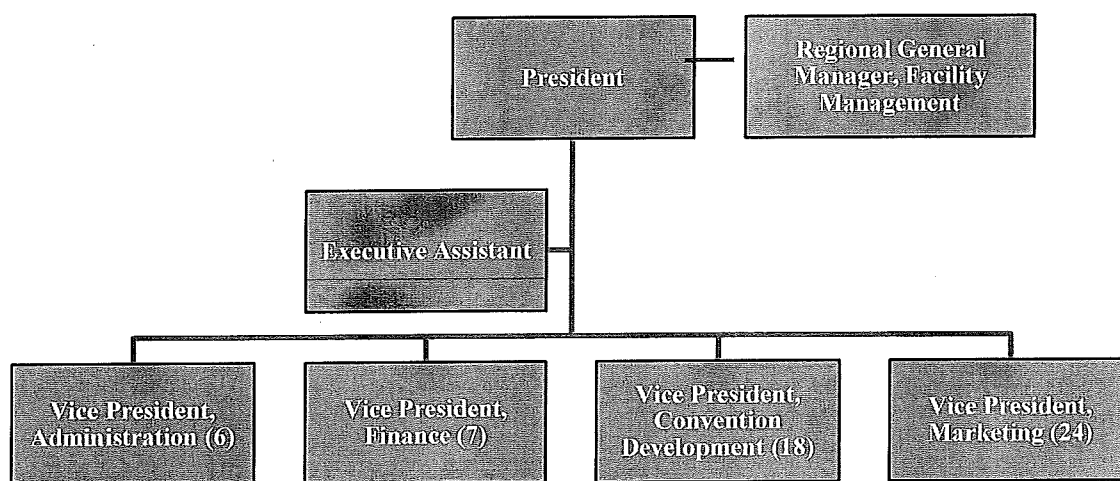 President
Regional General
Manager, Facility
Management
Executive Assistant
Vice President,
Administration (6)
Vice President,
Finance (7)
Vice President,
Convention
Development (18)
Vice President,
Marketing (24)